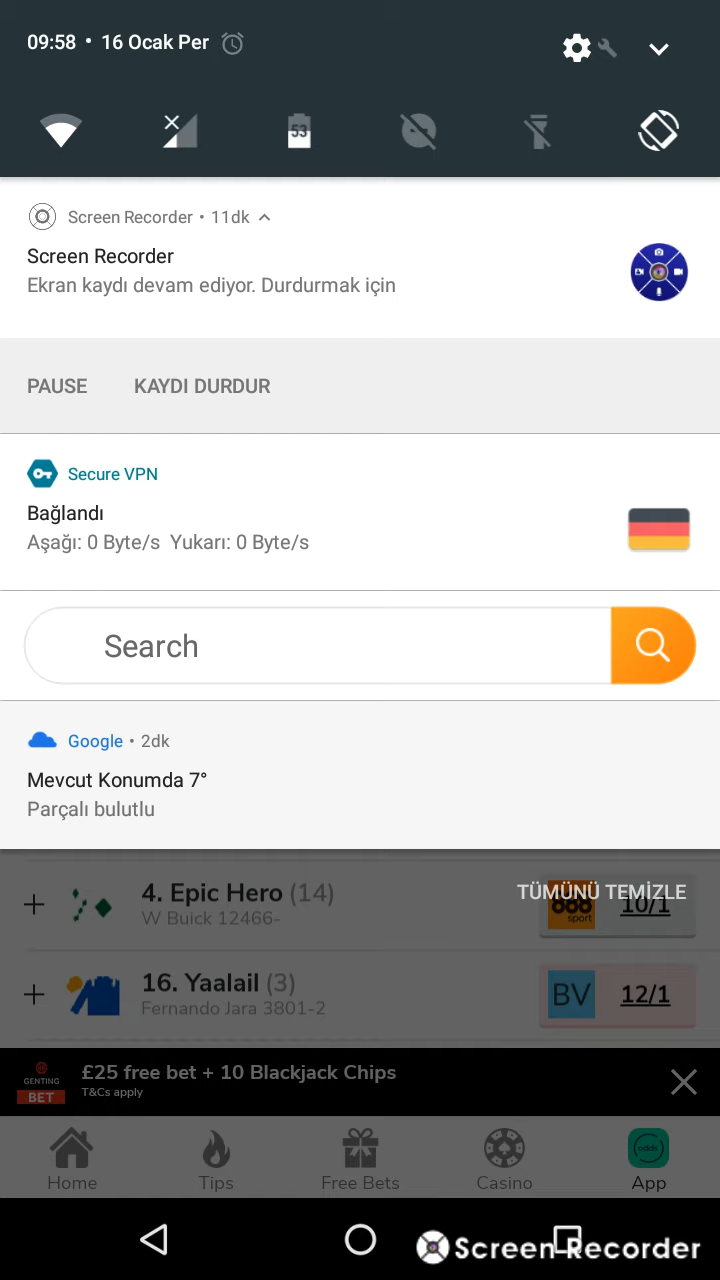 09:58 • 16 Ocak Per
53
Screen Recorder • 11dk
Screen Recorder
Ekran kaydı devam ediyor. Durdurmak için
PAUSE KAYDI DURDUR
Secure VPN
Bağlandı
Aşağı: 0 Byte/s Yukarı: 0 Byte/s
Search
Google • 2dk
Mevcut Konumda 7°
Parçalı bulutlu
TÜMÜNÜ TEMİZLE
4. Epic Hero (14)
W Buick 12466-
888
sport
10/1
16. Yaalail (3)
Fernando Jara 3801-2
BV
12/1
GENTING
BET
£25 free bet + 10 Blackjack Chips
T&Cs apply
Home Tips Free Bets Casino App
odds
Screen Recorder